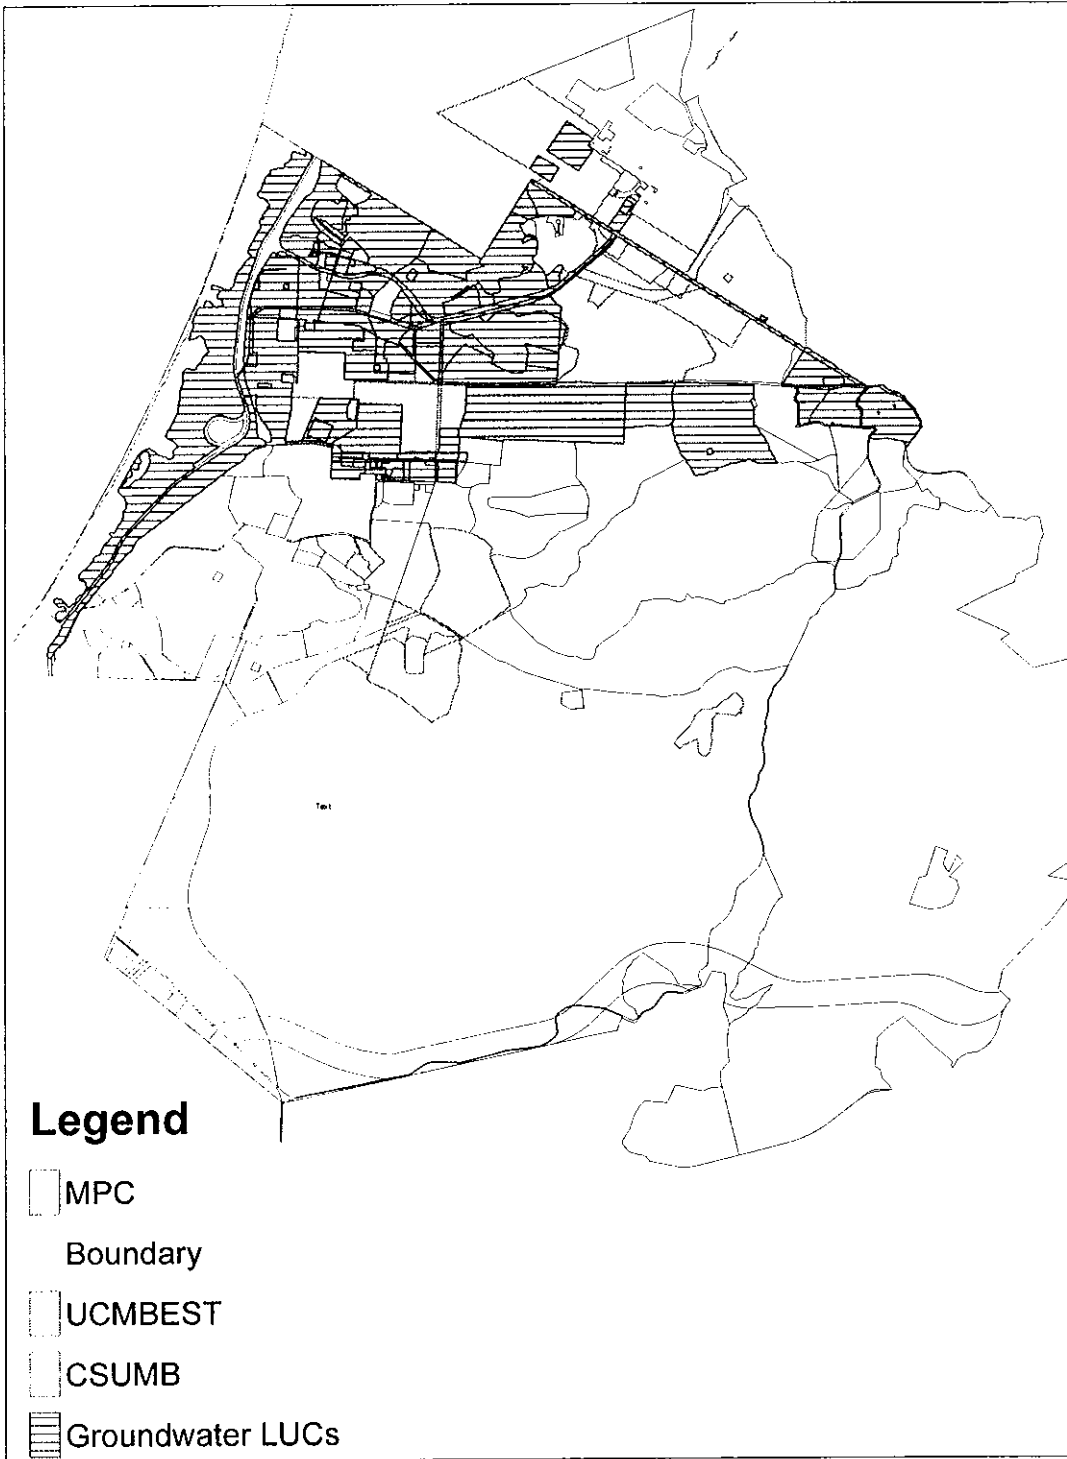 Text
Legend
MPC
Boundary
UCMBEST
CSUMB
Groundwater LUCs